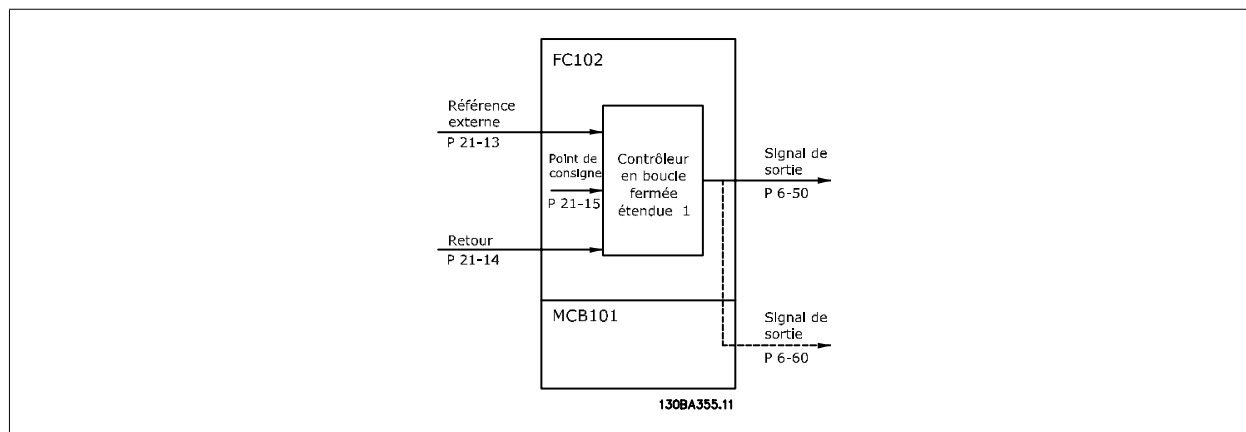 FC102
Référence
externe
P 21-13
Point de
consigne
P 21-15
Contrôleur
en boucle
fermée
étendue 1
Signal de
sortie
P 6-50
Retour
P 21-14
MCB101
Signal de
sortie
P 6-60
130BA355.11